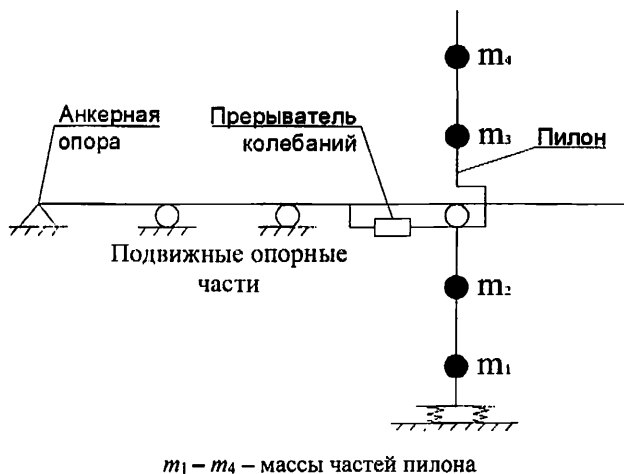 m₄
Анкерная
опора
Прерыватель
колебаний
m₃
Пилон
Подвижные опорные
части
m₂
m₁
m₁ – m₄ – массы частей пилона